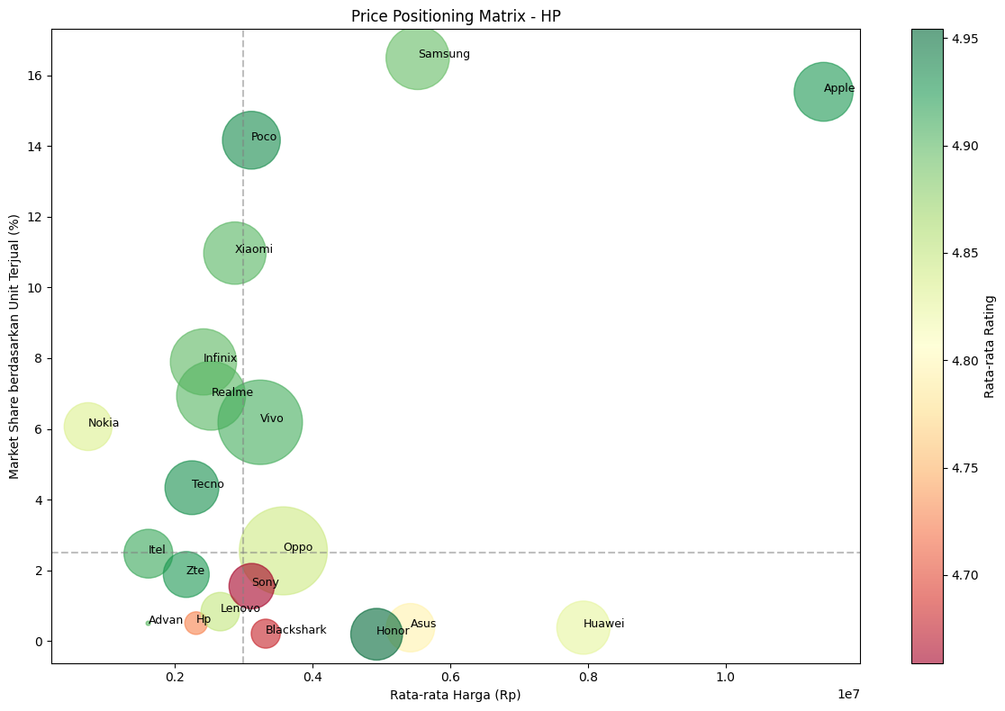 Price Positioning Matrix - HP
Market Share berdasarkan Unit Terjual (%)
16
14
12
10
8
6
4
2
0
Samsung
Apple
Poco
Xiaomi
Infinix
Realme
Vivo
Nokia
Tecno
Itel
Oppo
Zte
Sony
Lenovo
Advan
Hp
Blackshark
Honor
Asus
Huawei
0.2
0.4
0.6
0.8
1.0
1e7
Rata-rata Harga (Rp)
4.95
4.90
4.85
4.80
4.75
4.70
Rata-rata Rating